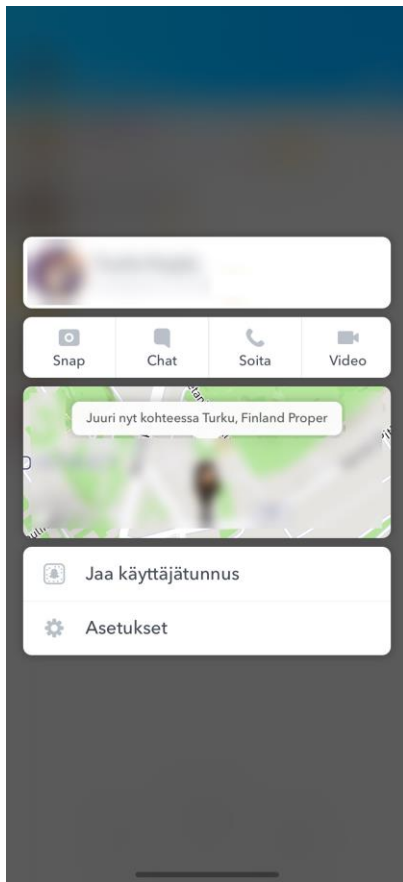 Snap
Chat
Soita
Video
Juuri nyt kohteessa Turku, Finland Proper
Jaa käyttäjätunnus
Asetukset